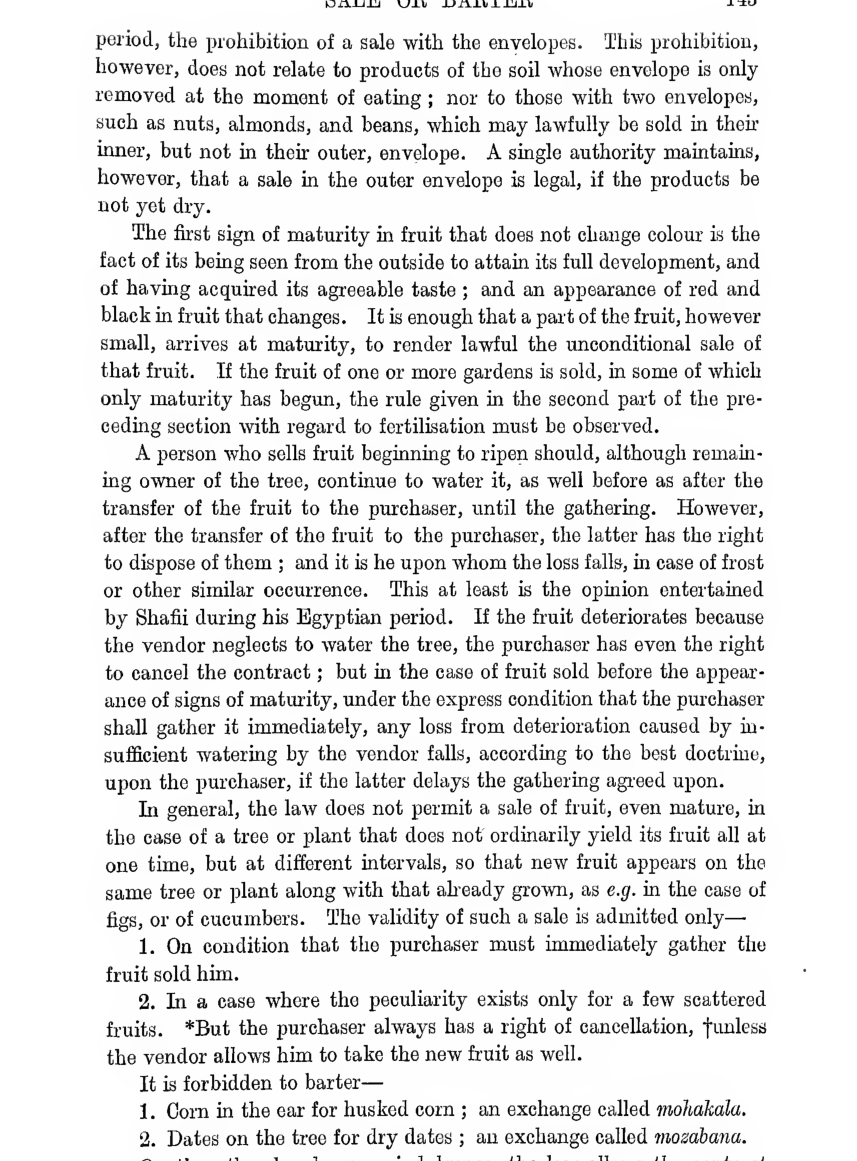 SALE OR BARTER 145
period, the prohibition of a sale with the envelopes. This prohibition,
however, does not relate to products of the soil whose envelope is only
removed at the moment of eating ; nor to those with two envelopes,
such as nuts, almonds, and beans, which may lawfully be sold in their
inner, but not in their outer, envelope. A single authority maintains,
however, that a sale in the outer envelope is legal, if the products be
not yet dry.
The first sign of maturity in fruit that does not change colour is the
fact of its being seen from the outside to attain its full development, and
of having acquired its agreeable taste ; and an appearance of red and
black in fruit that changes. It is enough that a part of the fruit, however
small, arrives at maturity, to render lawful the unconditional sale of
that fruit. If the fruit of one or more gardens is sold, in some of which
only maturity has begun, the rule given in the second part of the pre-
ceding section with regard to fertilisation must be observed.
A person who sells fruit beginning to ripen should, although remain-
ing owner of the tree, continue to water it, as well before as after the
transfer of the fruit to the purchaser, until the gathering. However,
after the transfer of the fruit to the purchaser, the latter has the right
to dispose of them ; and it is he upon whom the loss falls, in case of frost
or other similar occurrence. This at least is the opinion entertained
by Shafii during his Egyptian period. If the fruit deteriorates because
the vendor neglects to water the tree, the purchaser has even the right
to cancel the contract ; but in the case of fruit sold before the appear-
ance of signs of maturity, under the express condition that the purchaser
shall gather it immediately, any loss from deterioration caused by in-
sufficient watering by the vendor falls, according to the best doctrine,
upon the purchaser, if the latter delays the gathering agreed upon.
In general, the law does not permit a sale of fruit, even mature, in
the case of a tree or plant that does not ordinarily yield its fruit all at
one time, but at different intervals, so that new fruit appears on the
same tree or plant along with that already grown, as e.g. in the case of
figs, or of cucumbers. The validity of such a sale is admitted only—
1. On condition that the purchaser must immediately gather the
fruit sold him.
2. In a case where the peculiarity exists only for a few scattered
fruits. *But the purchaser always has a right of cancellation, †unless
the vendor allows him to take the new fruit as well.
It is forbidden to barter—
1. Corn in the ear for husked corn ; an exchange called mohakala.
2. Dates on the tree for dry dates ; an exchange called mozabana.